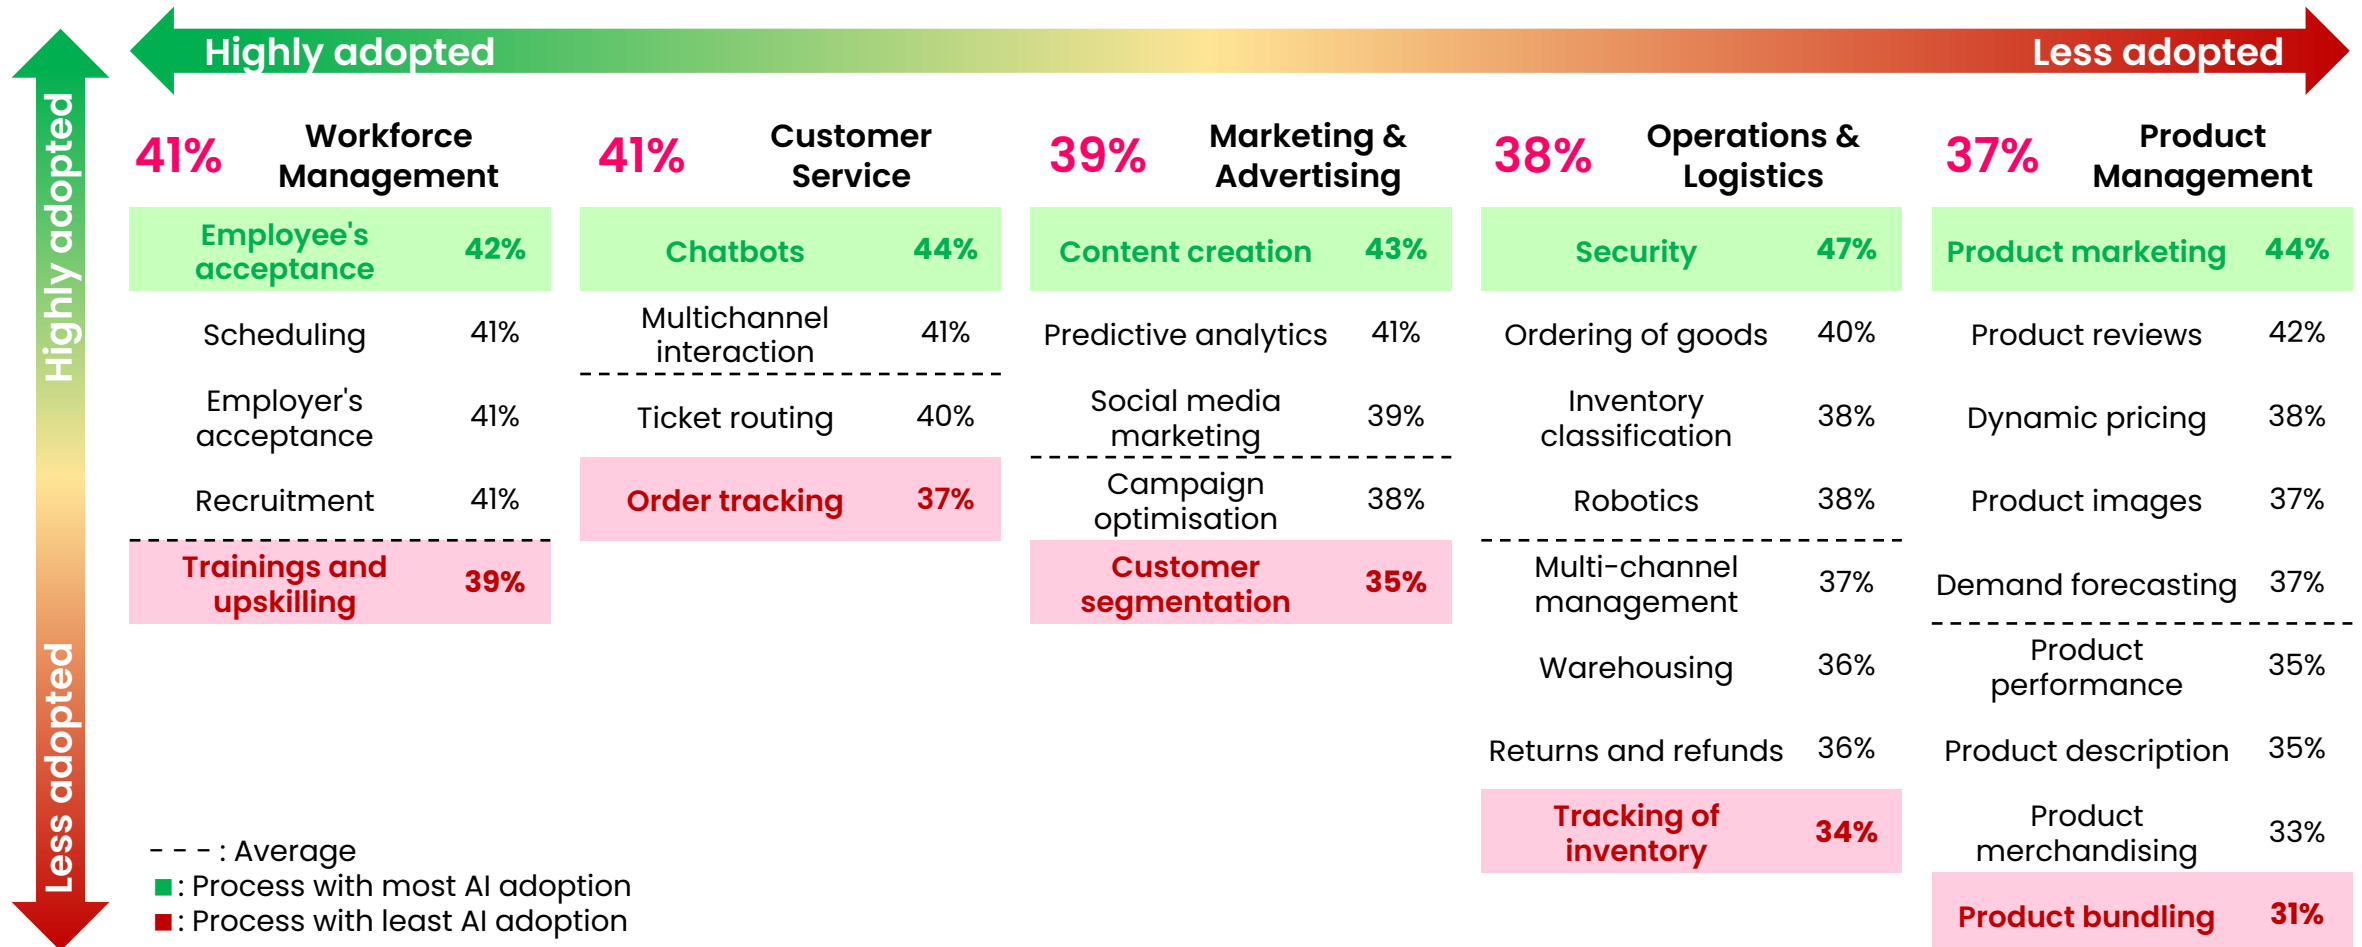 Highly adopted
Less adopted
Highly adopted
Less adopted
41%
Workforce
Management
Employee's
acceptance
42%
Scheduling
41%
Employer's
acceptance
41%
Recruitment
41%
Trainings and
upskilling
39%
41%
Customer
Service
Chatbots
44%
Multichannel
interaction
41%
Ticket routing
40%
Order tracking
37%
39%
Marketing &
Advertising
Content creation
43%
Predictive analytics
41%
Social media
marketing
39%
Campaign
optimisation
38%
Customer
segmentation
35%
38%
Operations &
Logistics
Security
47%
Ordering of goods
40%
Inventory
classification
38%
Robotics
38%
Multi-channel
management
37%
Warehousing
36%
Returns and refunds
36%
Tracking of
inventory
34%
37%
Product
Management
Product marketing
44%
Product reviews
42%
Dynamic pricing
38%
Product images
37%
Demand forecasting
37%
Product
performance
35%
Product description
35%
Product
merchandising
33%
Product bundling
31%
- - - : Average
: Process with most AI adoption
: Process with least AI adoption